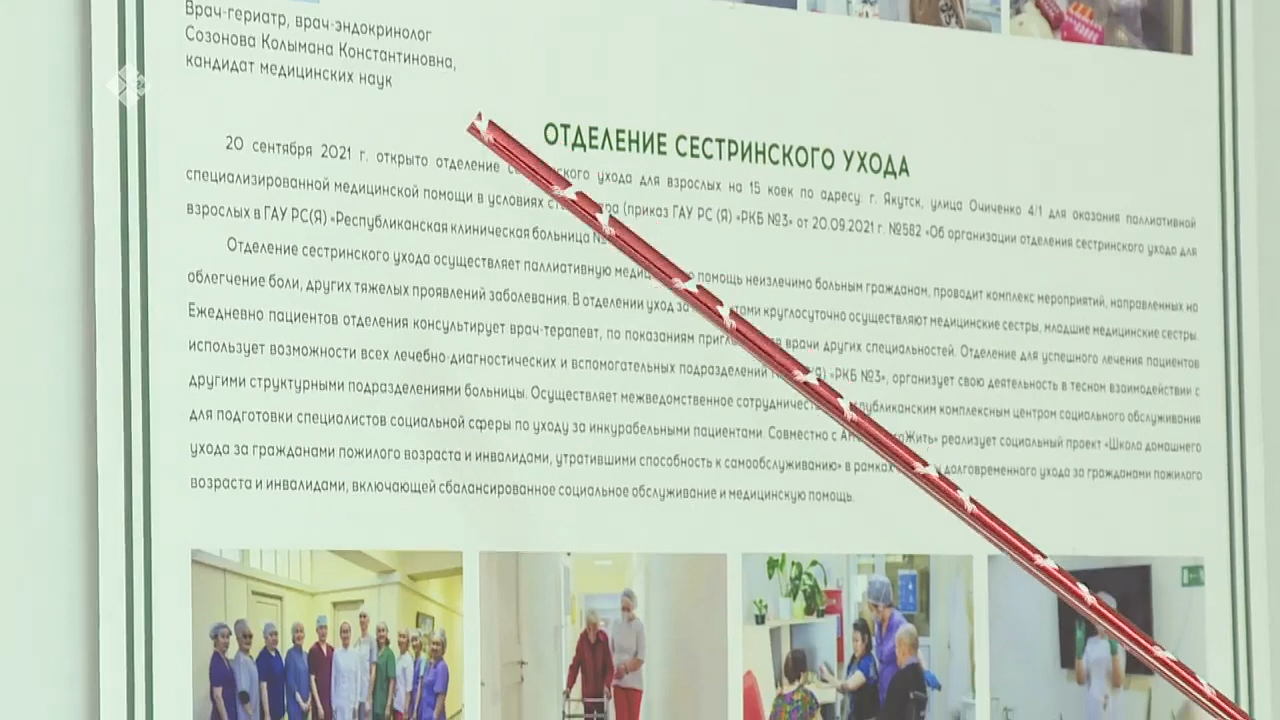 Врач-гериатр, врач-эндокринолог
Созонова Колымана Константиновна,
кандидат медицинских наук
ОТДЕЛЕНИЕ СЕСТРИНСКОГО УХОДА
20 сентября 2021 г. открыто отделение ухода для взрослых на 15 коек по адресу: г. Якутск, улица Очиченко 4/1 для оказания паллиативной
специализированной медицинской помощи в условиях (приказ ГАУ РС (Я) «РКБ №3» от 20.09.2021 г. №582 «Об организации отделения сестринского ухода для
взрослых в ГАУ РС(Я) «Республиканская клиническая больница
Отделение сестринского ухода осуществляет паллиативную помощь неизлечимо больным гражданам, проводит комплекс мероприятий, направленных на
облегчение боли, других тяжелых проявлений заболевания. В отделении уход за круглосуточно осуществляют медицинские сестры, младшие медицинские сестры.
Ежедневно пациентов отделения консультирует врач-терапевт, по показаниям врачи других специальностей. Отделение для успешного лечения пациентов
использует возможности всех лечебно-диагностических и вспомогательных подразделений «РКБ №3», организует свою деятельность в тесном взаимодействии с
другими структурными подразделениями больницы. Осуществляет межведомственное комплексным центром социального обслуживания
для подготовки специалистов социальной сферы по уходу за инкурабельными пациентами. Совместно с реализует социальный проект «Школа домашнего
ухода за гражданами пожилого возраста и инвалидами, утратившими способность к самообслуживанию» в рамках долговременного ухода за гражданами пожилого
возраста и инвалидами, включающей сбалансированное социальное обслуживание и медицинскую помощь.